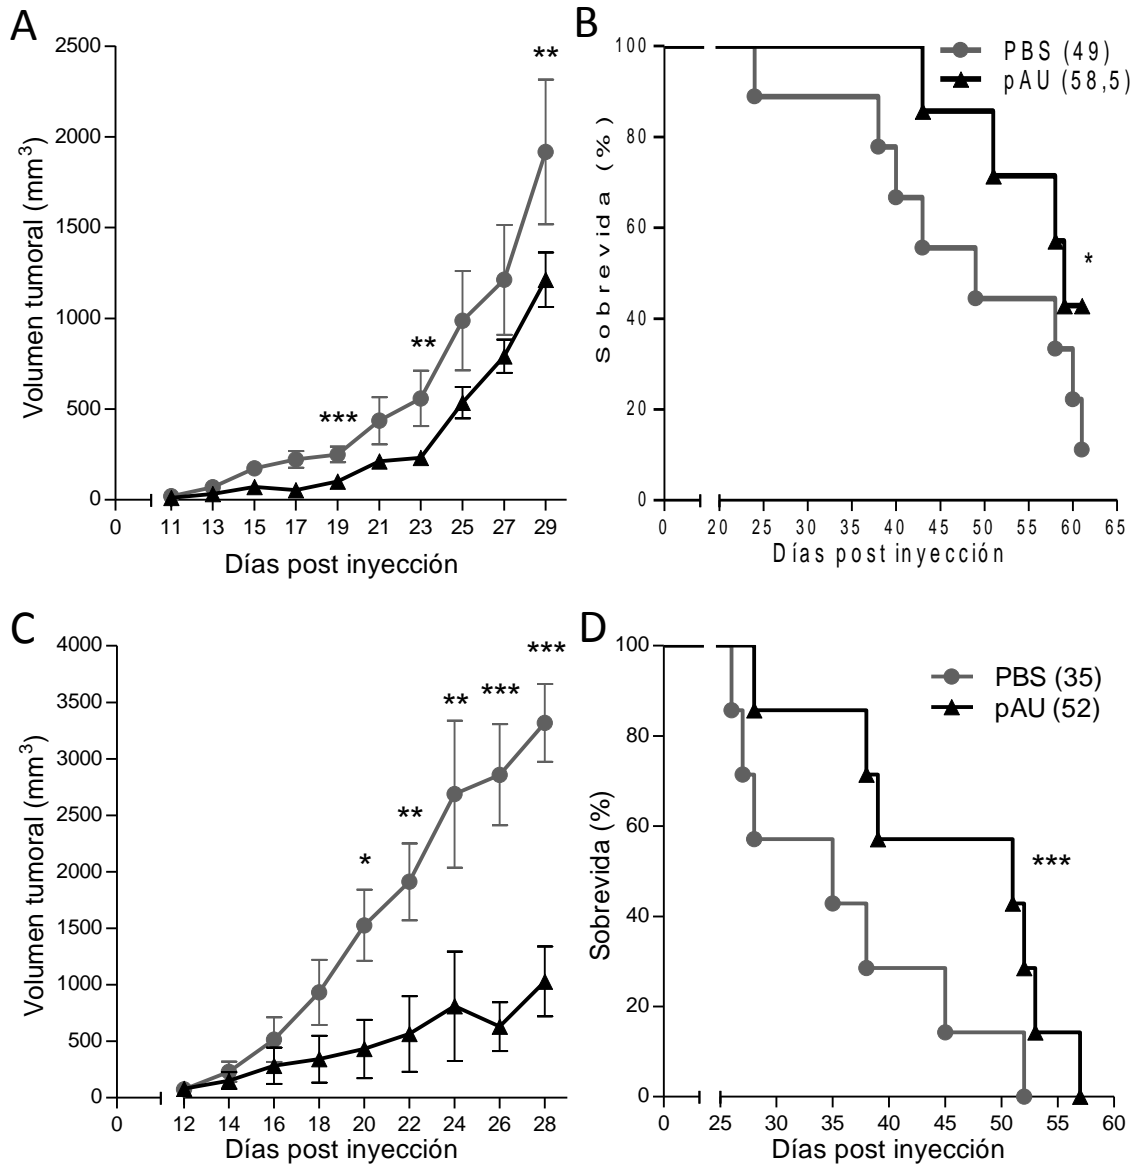 A
2500
2000
1500
1000
500
0
Volumen tumoral (mm³)
***
**
**
0 11 13 15 17 19 21 23 25 27 29
Días post inyección
B
PBS (49)
pAU (58,5)
100
80
60
40
20
0
Sobrevida (%)
*
0 20 25 30 35 40 45 50 55 60 65
Días post inyección
C
4000
3500
3000
2500
2000
1500
1000
500
0
Volumen tumoral (mm³)
*
**
**
***
***
0 12 14 16 18 20 22 24 26 28
Días post inyección
D
PBS (35)
pAU (52)
100
80
60
40
20
0
Sobrevida (%)
***
0 25 30 35 40 45 50 55 60
Días post inyección